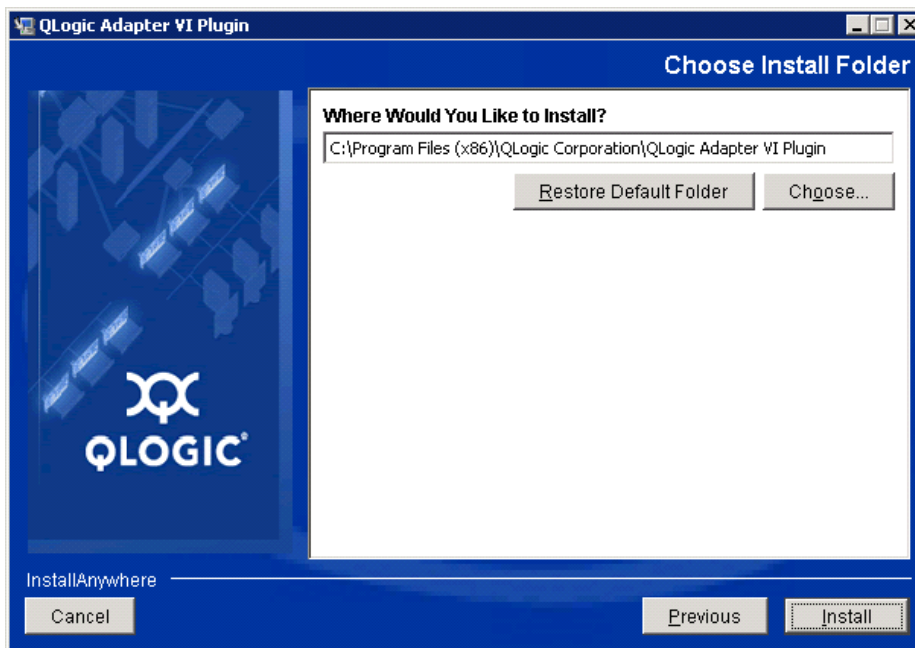 QLogic Adapter VI Plugin
Choose Install Folder
Where Would You Like to Install?
C:\Program Files (x86)\QLogic Corporation\QLogic Adapter VI Plugin
Restore Default Folder
Choose...
QLOGIC®
InstallAnywhere
Cancel
Previous
Install